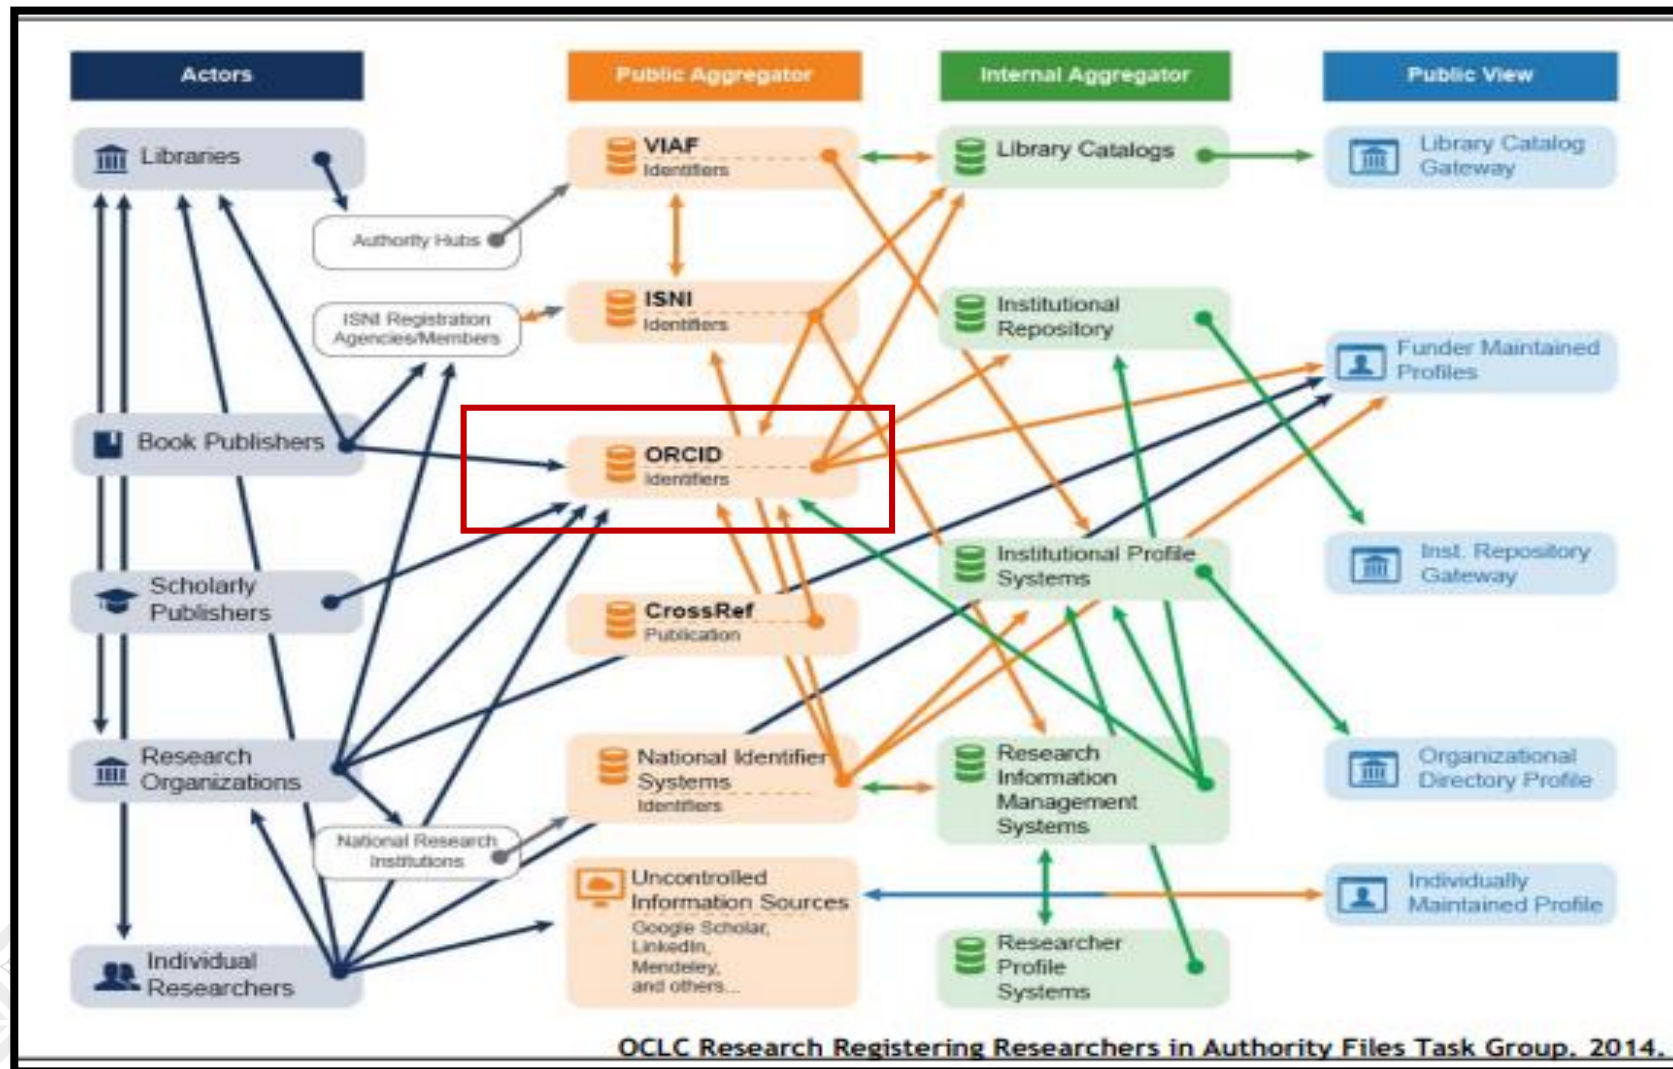 Actors
Public Aggregator
Internal Aggregator
Public View
Libraries
VIAF
Identifiers
Library Catalogs
Library Catalog
Gateway
Authority Hubs
ISNI
Identifiers
ISNI Registration
Agencies/Members
Institutional
Repository
Funder Maintained
Profiles
Book Publishers
ORCID
Identifiers
Institutional Profile
Systems
Inst. Repository
Gateway
Scholarly
Publishers
CrossRef
Publication
Research
Organizations
National Identifier
Systems
Identifiers
Research
Information
Management
Systems
Organizational
Directory Profile
National Research
Institutions
Uncontrolled
Information Sources
Google Scholar,
LinkedIn,
Mendeley,
and others...
Individually
Maintained Profile
Individual
Researchers
Researcher
Profile
Systems
OCLC Research Registering Researchers in Authority Files Task Group. 2014.